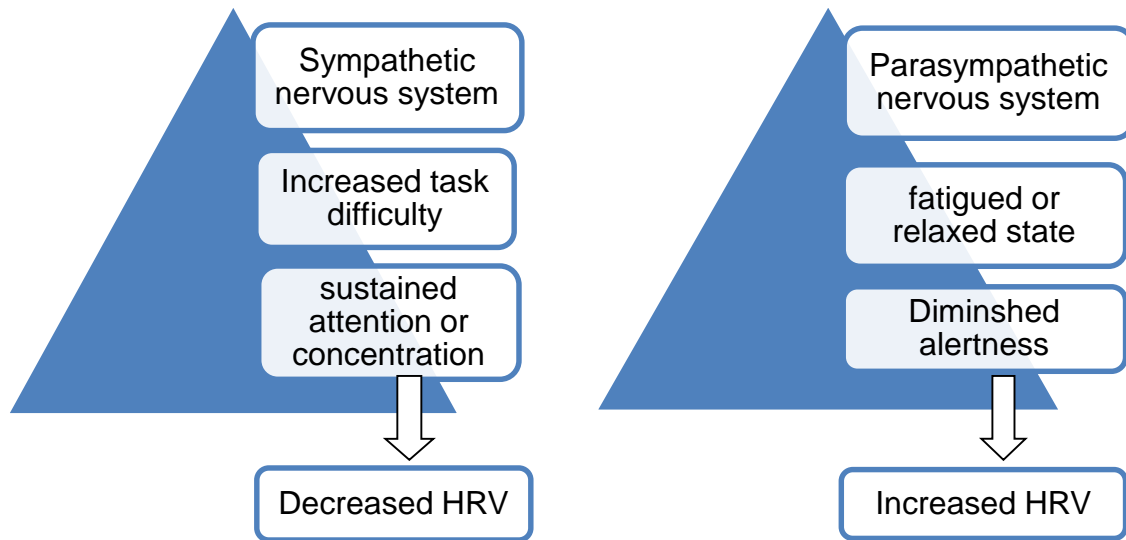 Sympathetic
nervous system
Increased task
difficulty
sustained
attention or
concentration
Decreased HRV
Parasympathetic
nervous system
fatigued or
relaxed state
Diminshed
alertness
Increased HRV